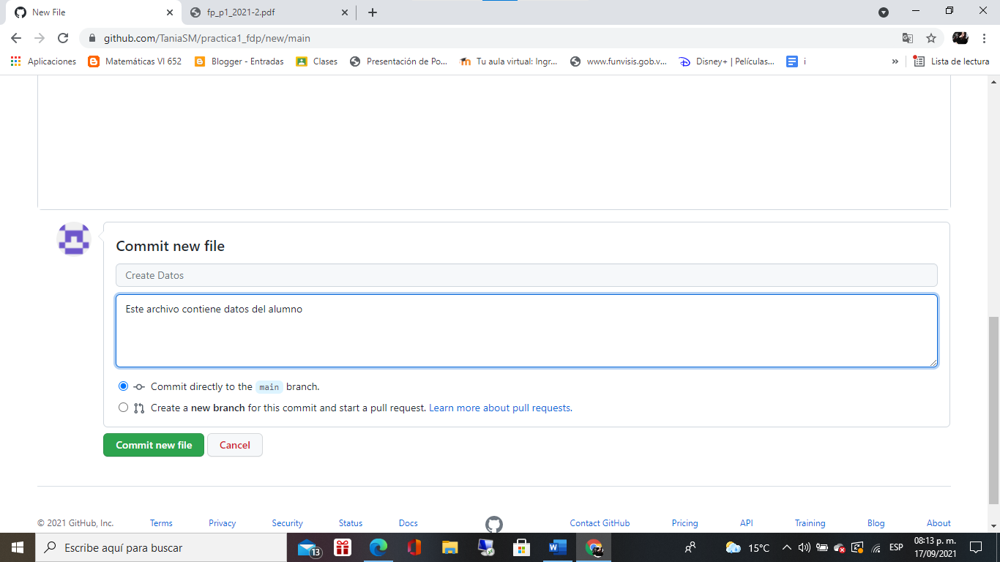 New File
fp_p1_2021-2.pdf
github.com/TaniaSM/practica1_fdp/new/main
Aplicaciones
Matemáticas VI 652
Blogger - Entradas
Clases
Presentación de Po...
Tu aula virtual: Ingr...
www.funvisis.gob.v...
Disney+ | Películas...
i
»
Lista de lectura
Commit new file
Create Datos
Este archivo contiene datos del alumno
Commit directly to the main branch.
Create a new branch for this commit and start a pull request. Learn more about pull requests.
Commit new file
Cancel
© 2021 GitHub, Inc.
Terms
Privacy
Security
Status
Docs
Contact GitHub
Pricing
API
Training
Blog
About
Escribe aquí para buscar
13
15°C
ESP
08:13 p. m.
17/09/2021